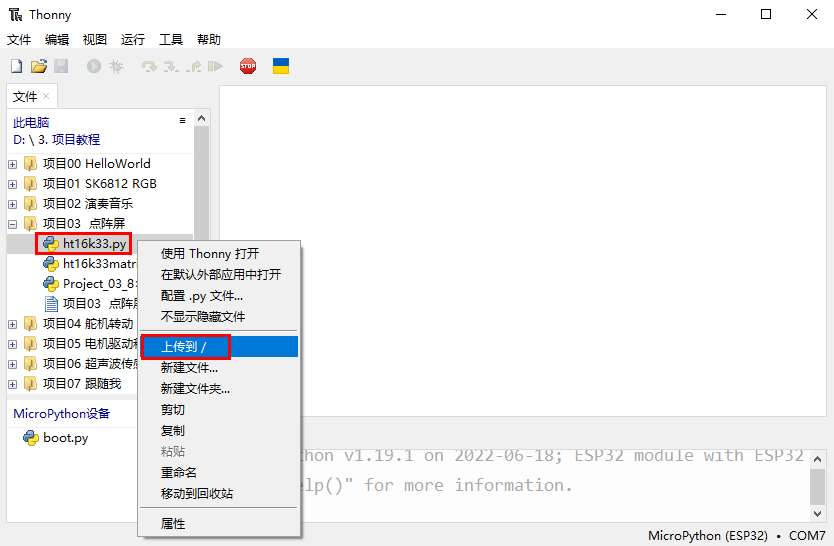 Thonny
文件 编辑 视图 运行 工具 帮助
STOP
文件 ×
此电脑
D: \ 3. 项目教程
项目00 HelloWorld
项目01 SK6812 RGB
项目02 演奏音乐
项目03 点阵屏
ht16k33.py
ht16k33matri
Project_03_8
项目03 点阵屏
项目04 舵机转动
项目05 电机驱动
项目06 超声波传感
项目07 跟随我
使用 Thonny 打开
在默认外部应用中打开
配置 .py 文件...
不显示隐藏文件
上传到 /
新建文件...
新建文件夹...
剪切
复制
粘贴
重命名
移动到回收站
属性
MicroPython设备
boot.py
thon v1.19.1 on 2022-06-18; ESP32 module with ESP32
lp()" for more information.
MicroPython (ESP32) • COM7